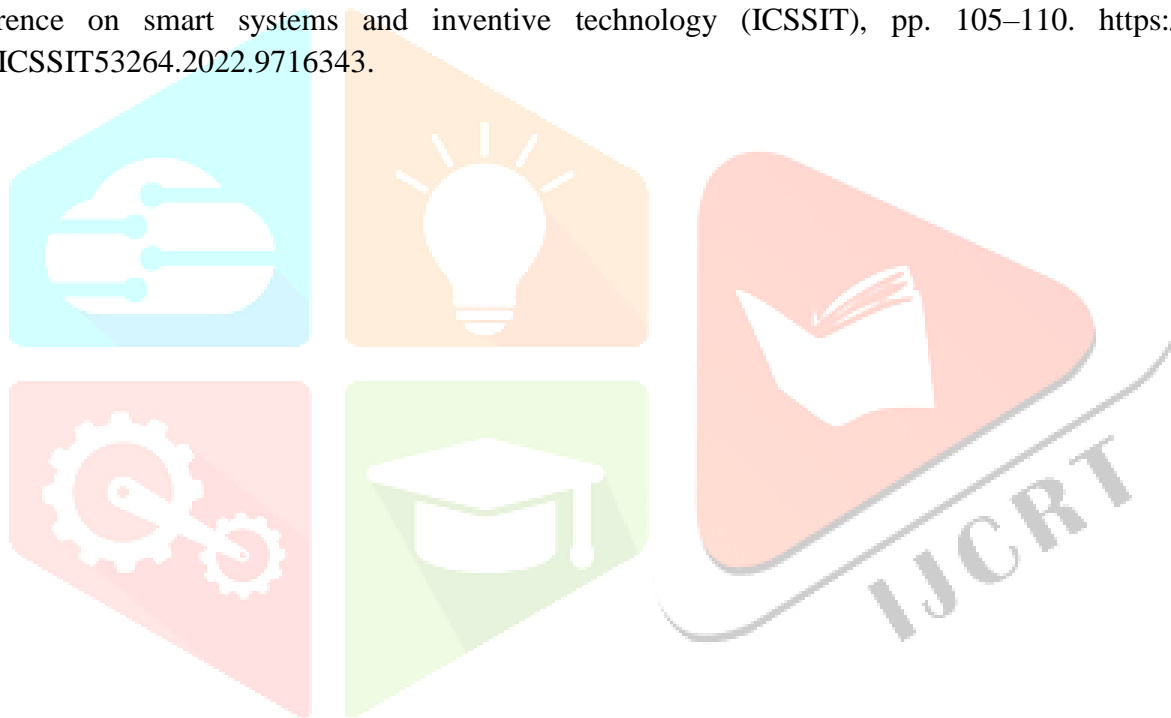 rence on smart systems and inventive technology (ICSSIT), pp. 105–110. https:
ICSSIT53264.2022.9716343.
IJCRT